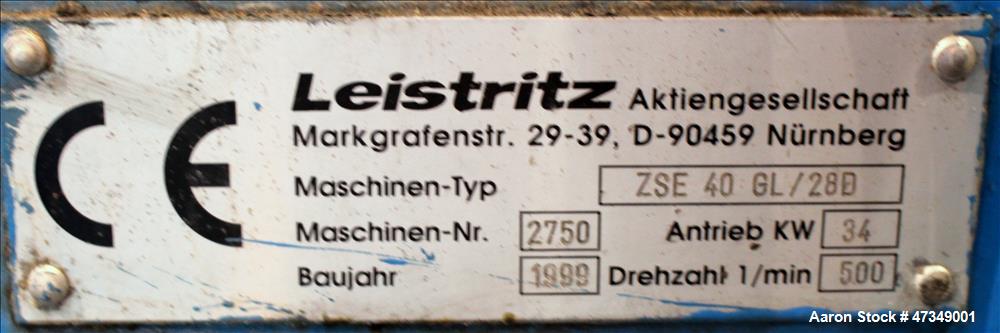 CE
Leistritz Aktiengesellschaft
Markgrafenstr. 29-39, D-90459 Nürnberg
Maschinen-Typ ZSE 40 GL/28D
Maschinen-Nr. 2750 Antrieb KW 34
Baujahr 1999 Drehzahl 1/min 500
Aaron Stock # 47349001